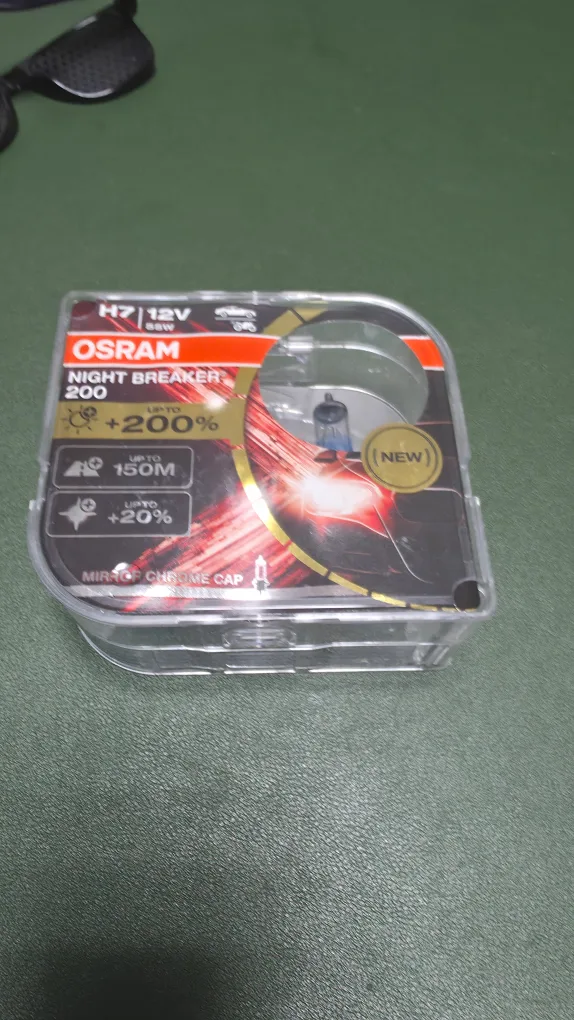 H7 12V
55W
OSRAM
NIGHT BREAKER
200
UP TO
+200%
UP TO
150M
UP TO
+20%
(NEW)
MIRROR CHROME CAP